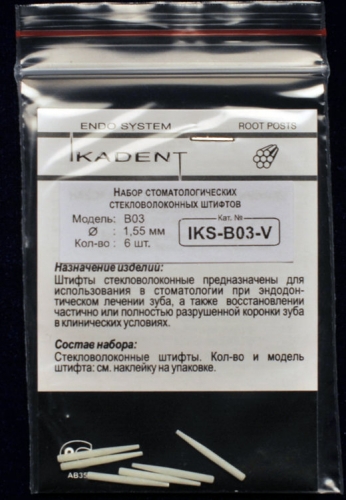 ENDO SYSTEM ROOT POSTS
IKADENT
НАБОР СТОМАТОЛОГИЧЕСКИХ
СТЕКЛОВОЛОКОННЫХ ШТИФТОВ
Модель: B03
Ø : 1,55 мм
Кол-во : 6 шт.
Кат. №
IKS-B03-V
Назначение изделий:
Штифты стекловолоконные предназначены для
использования в стоматологии при эндодон-
тическом лечении зуба, а также восстановлении
частично или полностью разрушенной коронки зуба
в клинических условиях.
Состав набора:
Стекловолоконные штифты. Кол-во и модель
штифта: см. наклейку на упаковке.